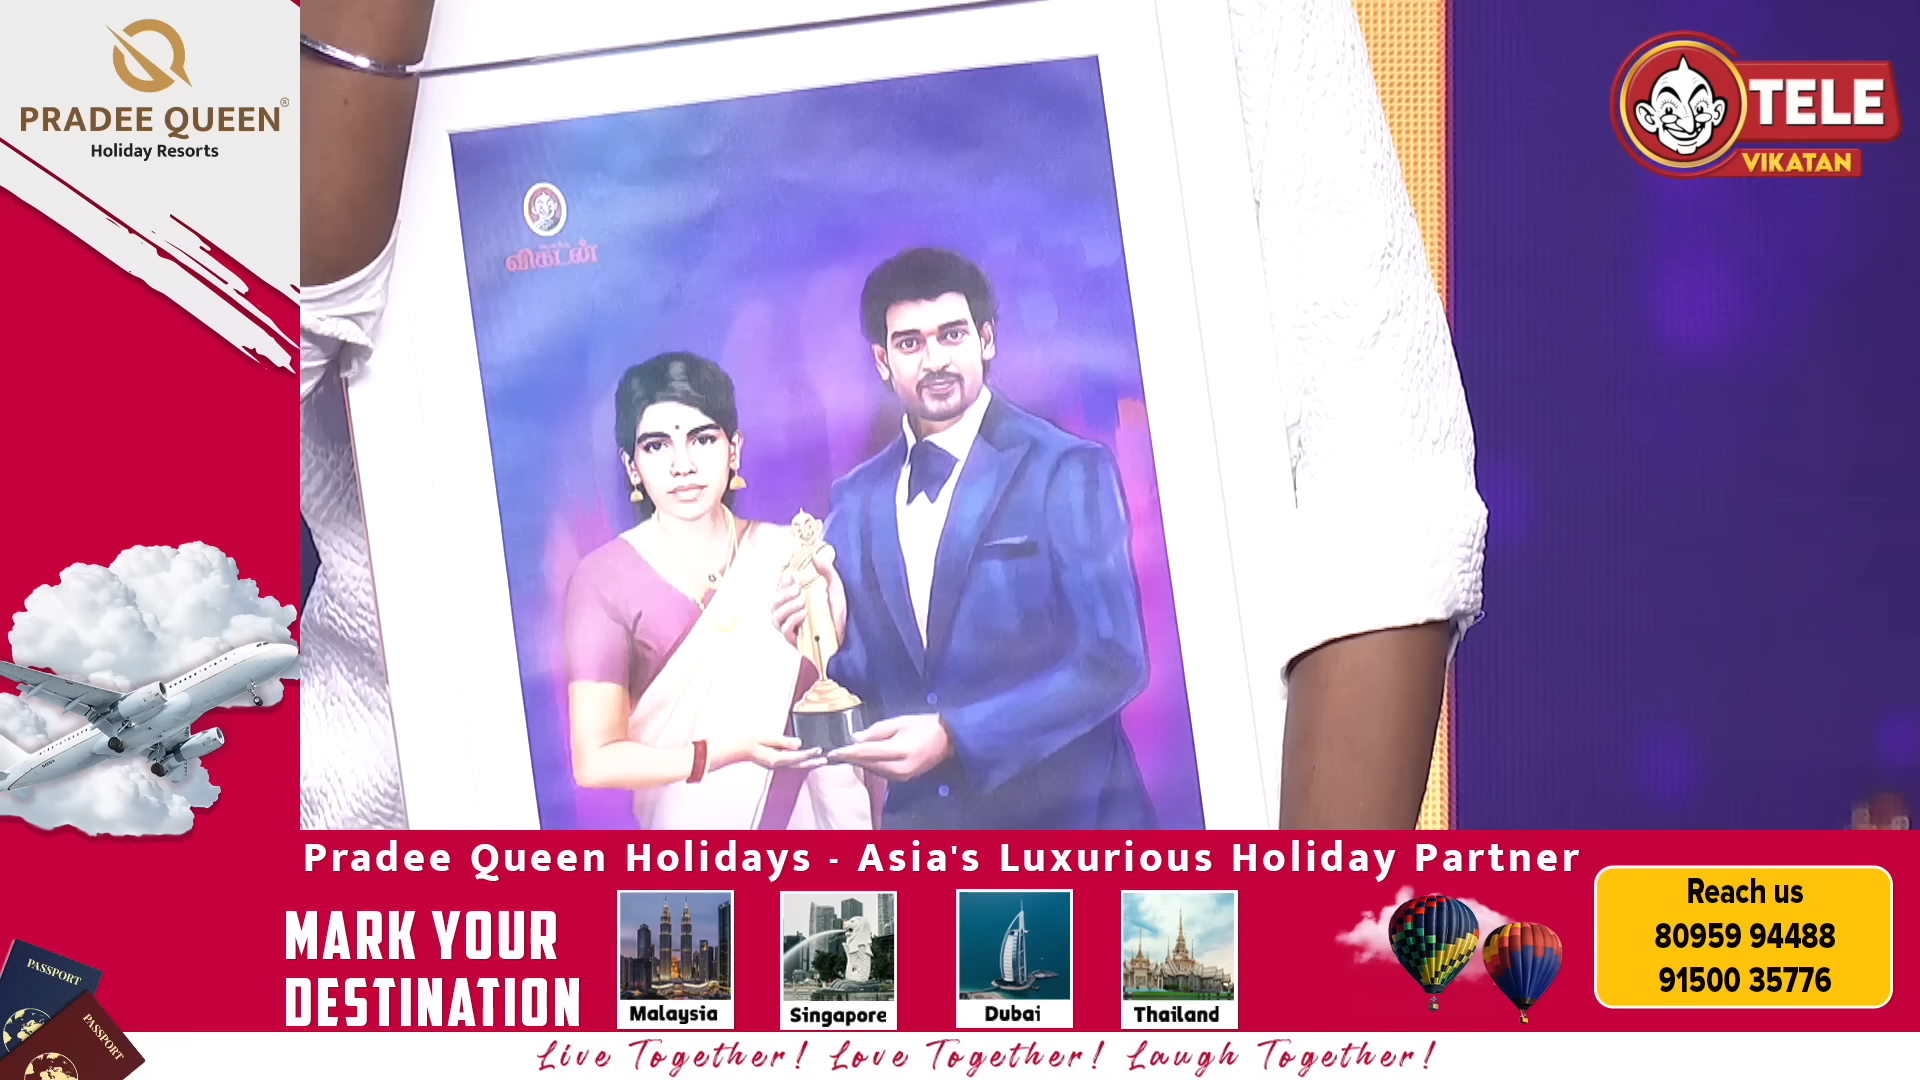 PRADEE QUEEN®
Holiday Resorts
TELE
VIKATAN
விகடன்
Pradee Queen Holidays - Asia's Luxurious Holiday Partner
MARK YOUR
DESTINATION
Malaysia
Singapore
Dubai
Thailand
Reach us
80959 94488
91500 35776
PASSPORT
PASSPORT
Live Together! Love Together! Laugh Together!